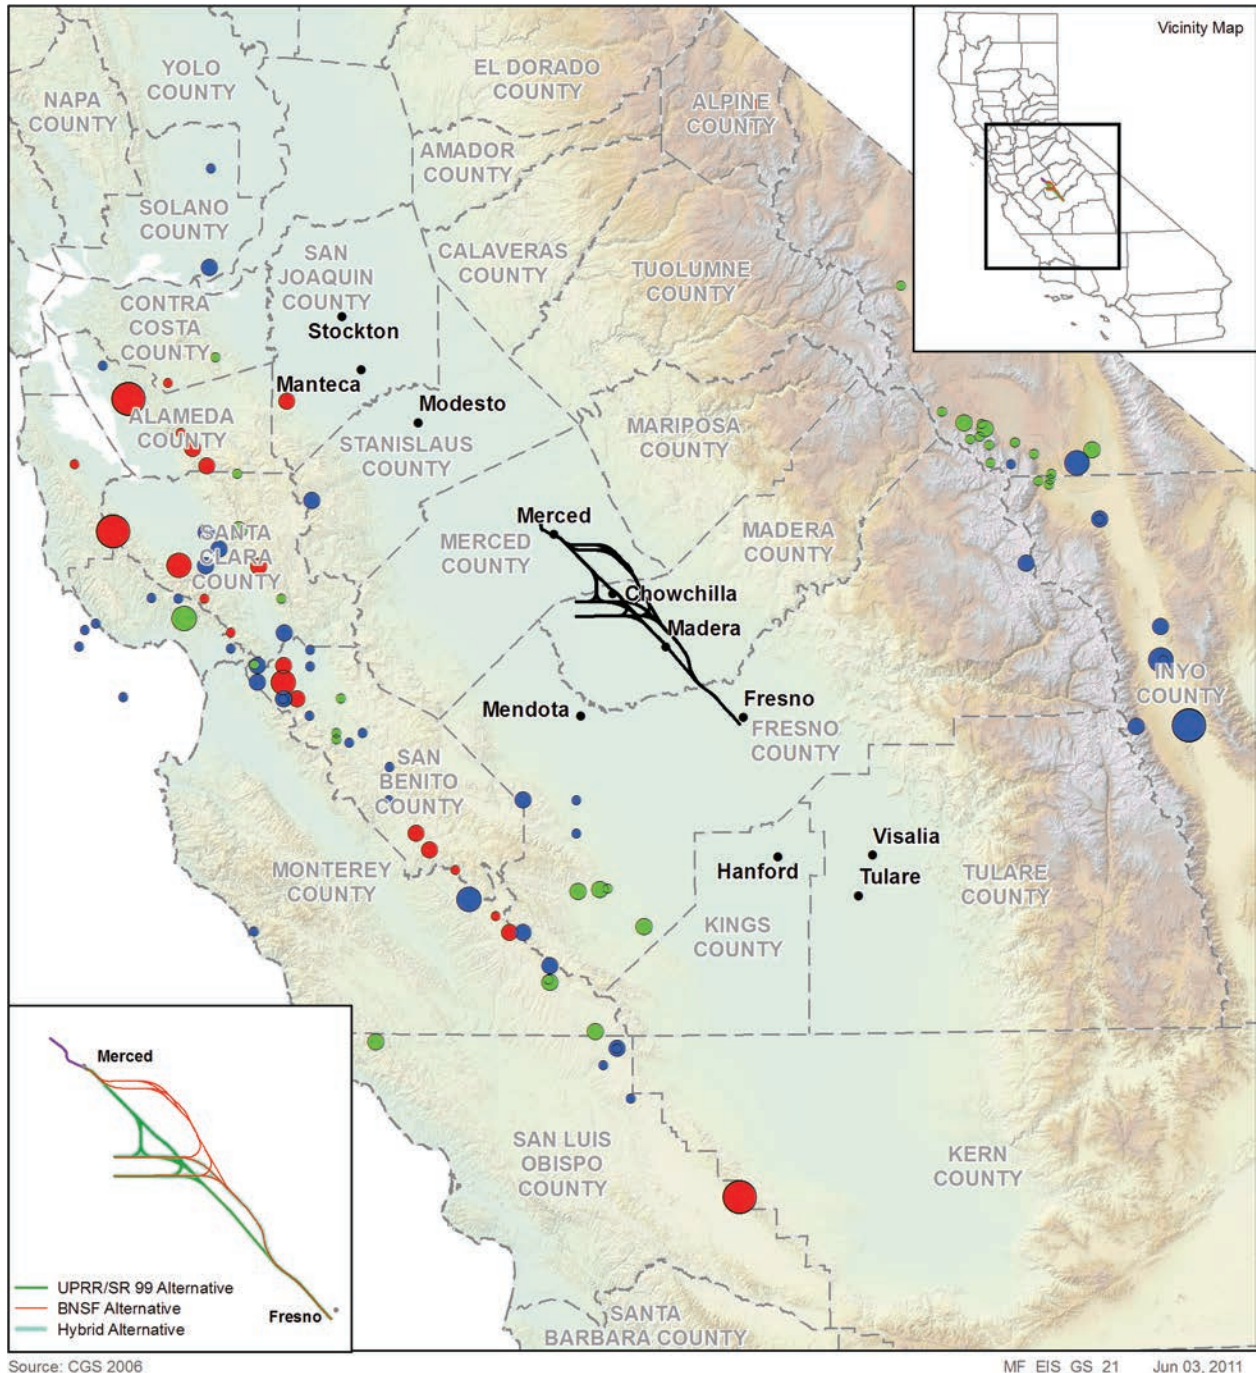 Vicinity Map
YOLO
COUNTY
NAPA
COUNTY
EL DORADO
COUNTY
ALPINE
COUNTY
AMADOR
COUNTY
SOLANO
COUNTY
SAN
JOAQUIN
COUNTY
CALAVERAS
COUNTY
TUOLUMNE
COUNTY
CONTRA
COSTA
COUNTY
Stockton
Manteca
Modesto
ALAMEDA
COUNTY
STANISLAUS
COUNTY
MARIPOSA
COUNTY
Merced
MERCED
COUNTY
MADERA
COUNTY
SANTA
CLARA
COUNTY
Chowchilla
Madera
INYO
COUNTY
Mendota
Fresno
FRESNO
COUNTY
SAN
BENITO
COUNTY
Visalia
Hanford
Tulare
MONTEREY
COUNTY
TULARE
COUNTY
KINGS
COUNTY
SAN LUIS
OBISPO
COUNTY
KERN
COUNTY
SANTA
BARBARA COUNTY
Merced
Fresno
UPRR/SR 99 Alternative
BNSF Alternative
Hybrid Alternative
Source: CGS 2006
MF_EIS_GS_21 Jun 03, 2011